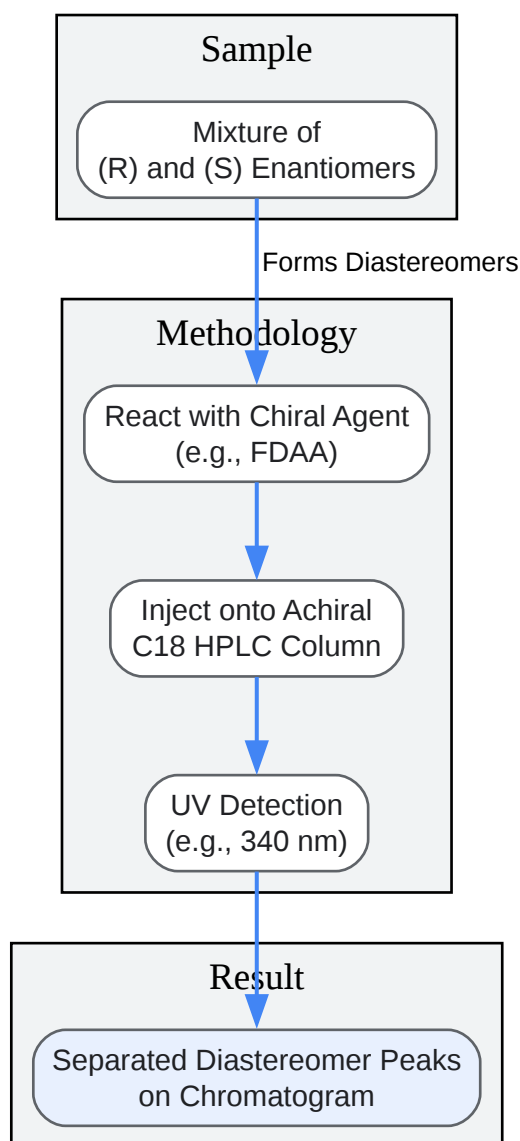 Sample
Mixture of
(R) and (S) Enantiomers
Forms Diastereomers
Methodology
React with Chiral Agent
(e.g., FDAA)
Inject onto Achiral
C18 HPLC Column
UV Detection
(e.g., 340 nm)
Result
Separated Diastereomer Peaks
on Chromatogram